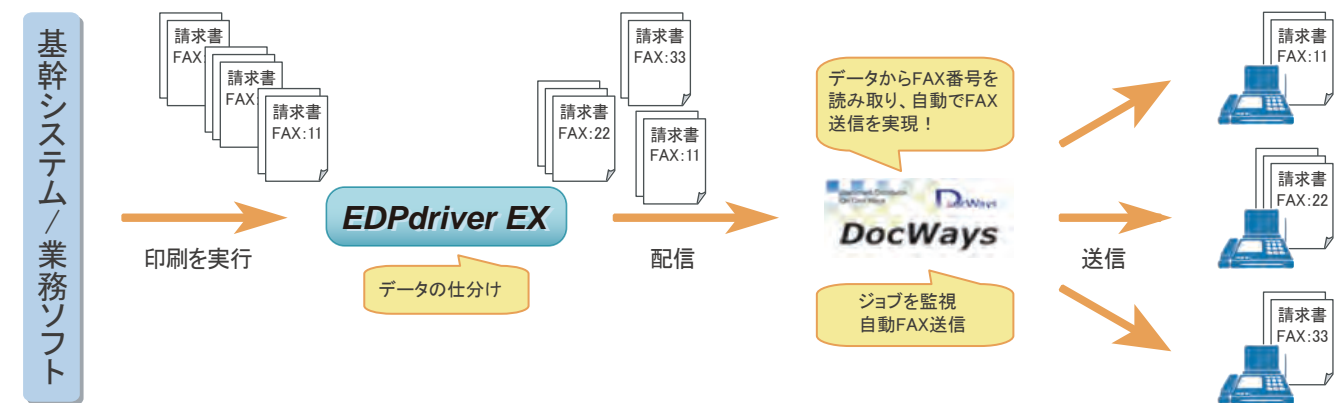 基幹システム/業務ソフト
請求書
FAX:
請求書
FAX:
請求書
FAX:11
印刷を実行
EDPdriver EX
データの仕分け
請求書
FAX:33
請求書
FAX:22
請求書
FAX:11
配信
データからFAX番号を
読み取り、自動でFAX
送信を実現！
DocWays
DocWays
ジョブを監視
自動FAX送信
送信
請求書
FAX:11
請求書
FAX:22
請求書
FAX:33